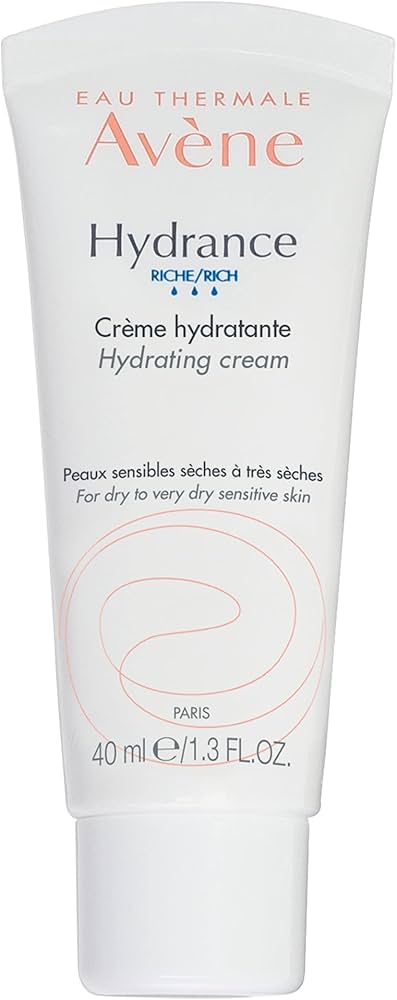 EAU THERMALE
Avène
Hydrance
RICHE/RICH
Crème hydratante
Hydrating cream
Peaux sensibles sèches à très sèches
For dry to very dry sensitive skin
PARIS
40 ml ℮/1.3 FL.OZ.